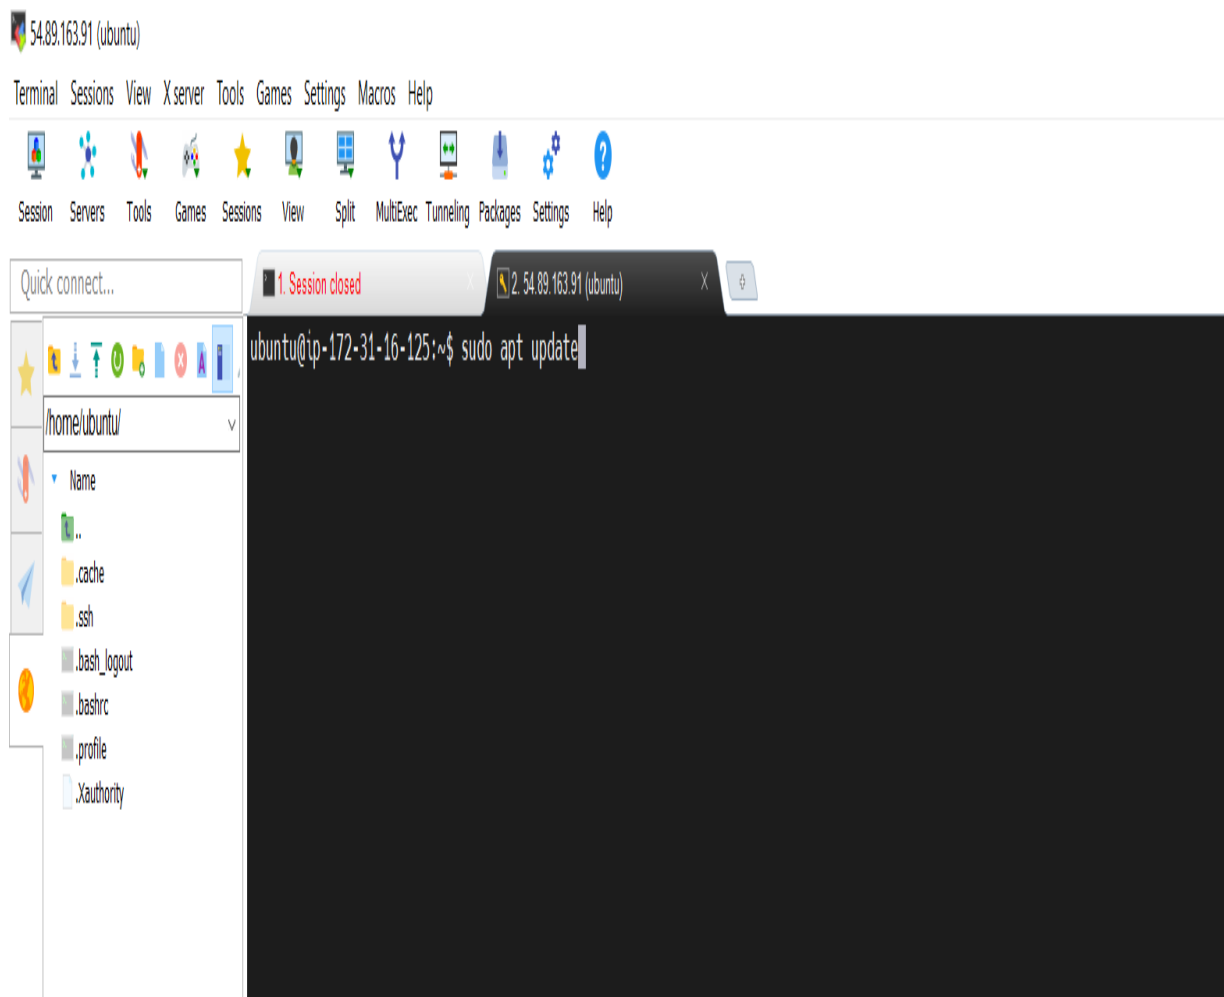 54.89.163.91 (ubuntu)
Terminal Sessions View X server Tools Games Settings Macros Help
Session Servers Tools Games Sessions View Split MultiExec Tunneling Packages Settings Help
Quick connect...
1. Session closed
2. 54.89.163.91 (ubuntu)
/home/ubuntu/
Name
..
.cache
.ssh
.bash_logout
.bashrc
.profile
.Xauthority
ubuntu@ip-172-31-16-125:~$ sudo apt update